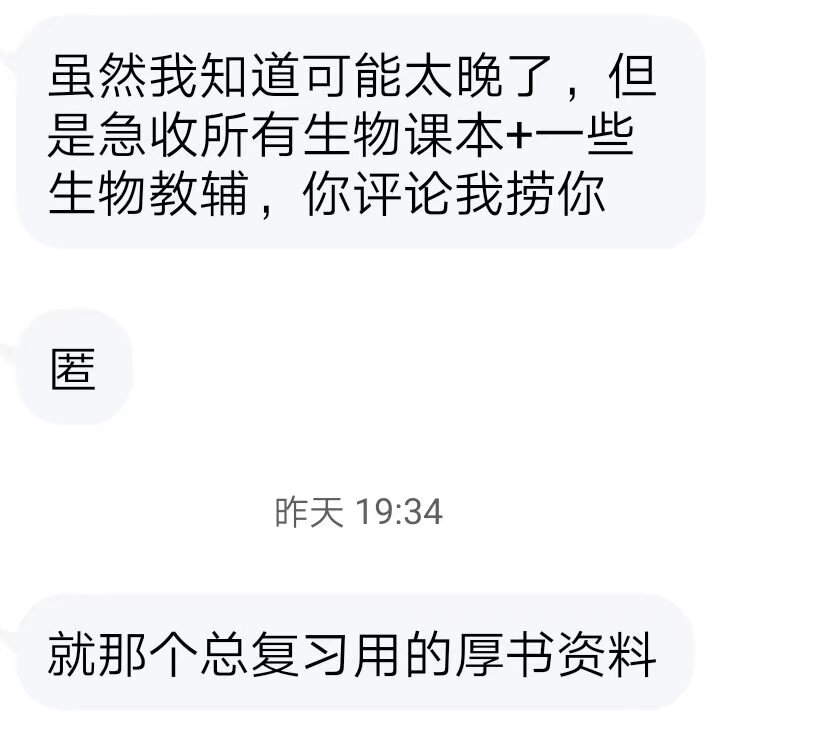 虽然我知道可能太晚了，但
是急收所有生物课本+一些
生物教辅，你评论我捞你
匿
昨天 19:34
就那个总复习用的厚书资料